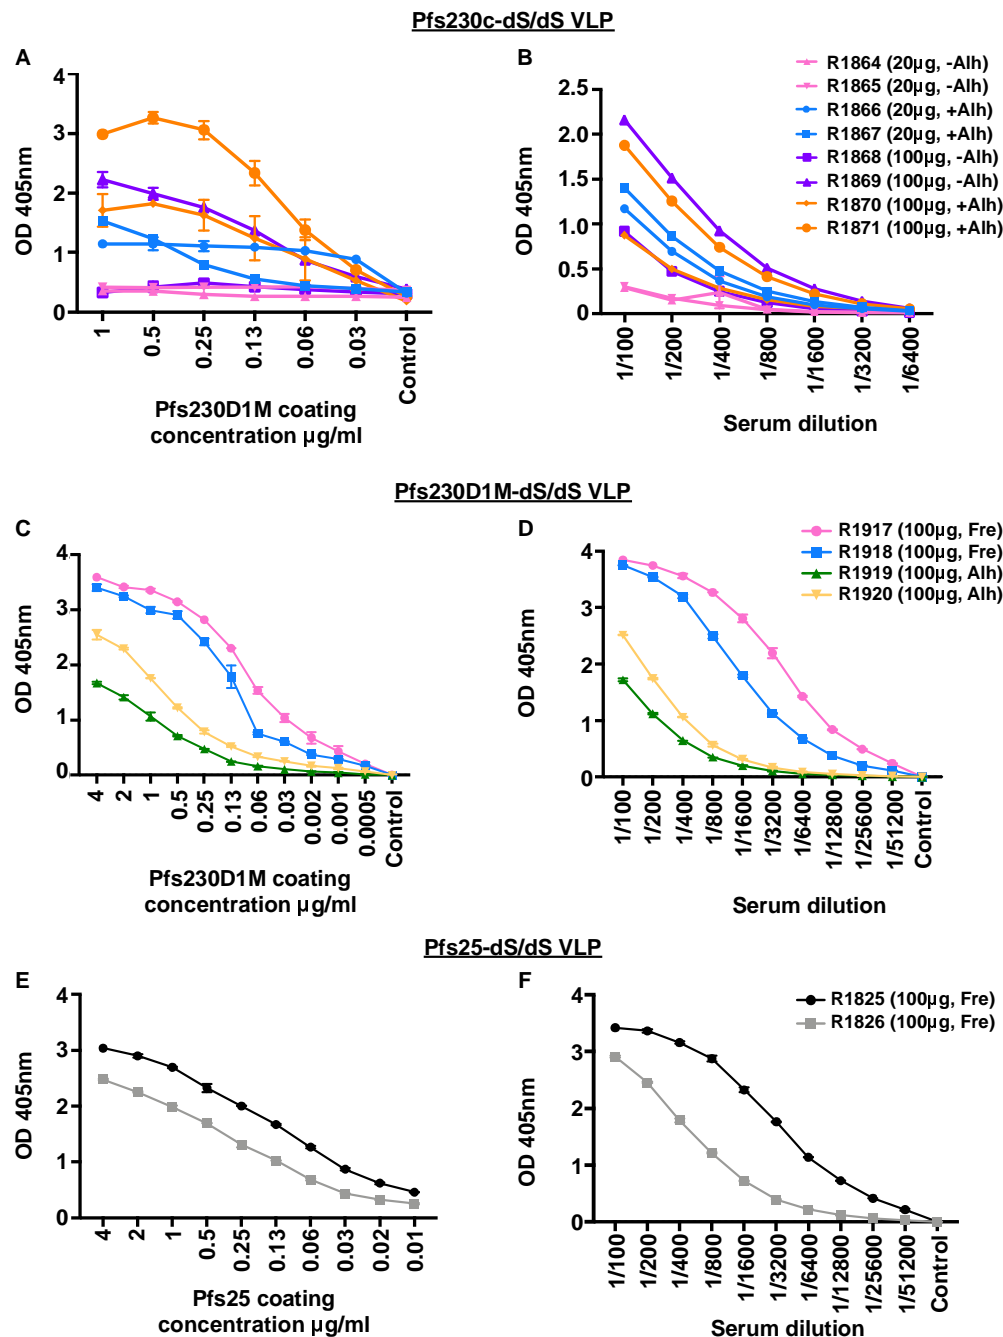 Pfs230c-dS/dS VLP
A
OD 405nm
4
3
2
1
0
1
0.5
0.25
0.13
0.06
0.03
Control
Pfs230D1M coating
concentration µg/ml
B
OD 405nm
2.5
2.0
1.5
1.0
0.5
0
1/100
1/200
1/400
1/800
1/1600
1/3200
1/6400
Serum dilution
R1864 (20µg, -Alh)
R1865 (20µg, -Alh)
R1866 (20µg, +Alh)
R1867 (20µg, +Alh)
R1868 (100µg, -Alh)
R1869 (100µg, -Alh)
R1870 (100µg, +Alh)
R1871 (100µg, +Alh)
Pfs230D1M-dS/dS VLP
C
OD 405nm
4
3
2
1
0
4
2
1
0.5
0.25
0.13
0.06
0.03
0.002
0.001
0.0005
Control
Pfs230D1M coating
concentration µg/ml
D
OD 405nm
4
3
2
1
0
1/100
1/200
1/400
1/800
1/1600
1/3200
1/6400
1/12800
1/25600
1/51200
Control
Serum dilution
R1917 (100µg, Fre)
R1918 (100µg, Fre)
R1919 (100µg, Alh)
R1920 (100µg, Alh)
Pfs25-dS/dS VLP
E
OD 405nm
4
3
2
1
0
4
2
1
0.5
0.25
0.13
0.06
0.03
0.02
0.01
Pfs25 coating
concentration µg/ml
F
OD 405nm
4
3
2
1
0
1/100
1/200
1/400
1/800
1/1600
1/3200
1/6400
1/12800
1/25600
1/51200
Control
Serum dilution
R1825 (100µg, Fre)
R1826 (100µg, Fre)